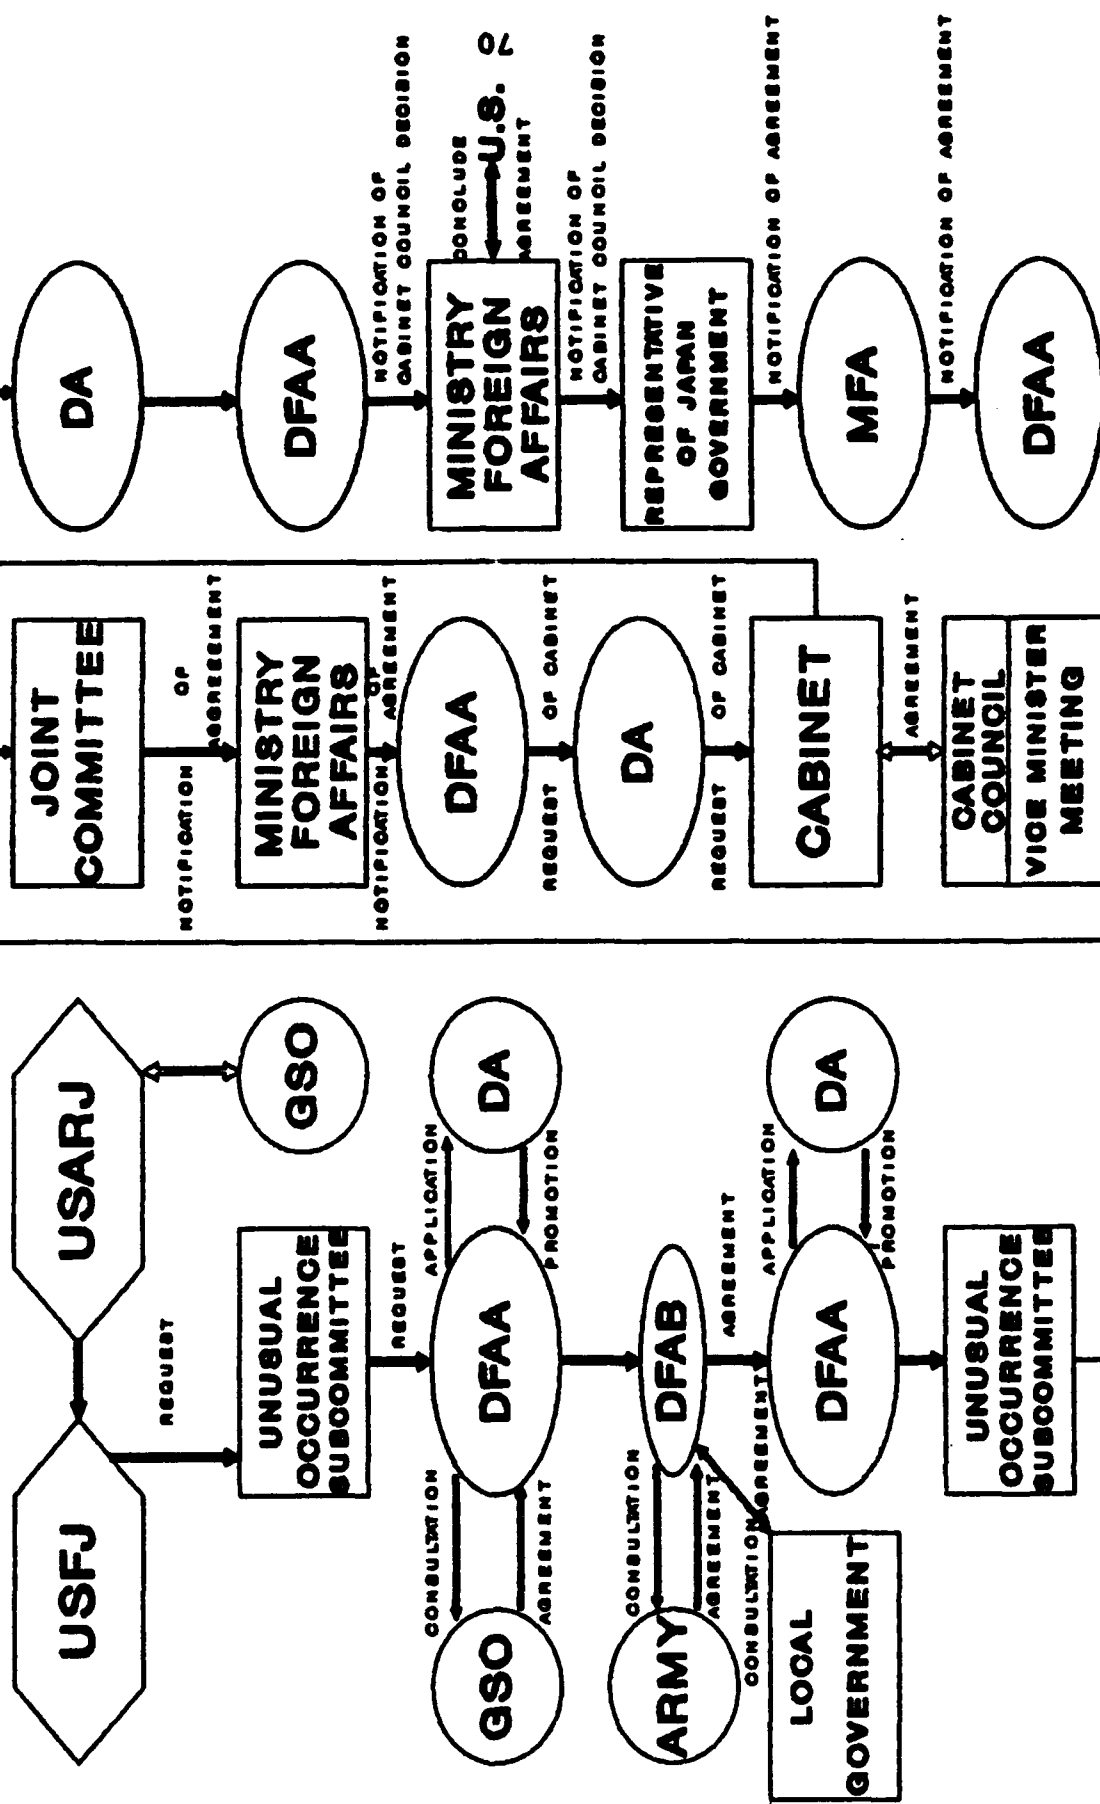 USFJ
USARJ
REQUEST
GSO
UNUSUAL
OCCURRENCE
SUBCOMMITTEE
REQUEST
CONSULTATION
APPLICATION
GSO
DFAA
DA
AGREEMENT
PROMOTION
CONSULTATION
ARMY
DFAB
AGREEMENT
AGREEMENT
CONSULTATION
AGREEMENT
APPLICATION
LOCAL
GOVERNMENT
DFAA
DA
PROMOTION
UNUSUAL
OCCURRENCE
SUBCOMMITTEE
JOINT
COMMITTEE
NOTIFICATION OF
AGREEMENT
MINISTRY
FOREIGN
AFFAIRS
NOTIFICATION OF
AGREEMENT
DFAA
REQUEST OF CABINET
DA
REQUEST OF CABINET
CABINET
AGREEMENT
CABINET
COUNCIL
VICE MINISTER
MEETING
DA
DFAA
NOTIFICATION OF
CABINET COUNCIL DECISION
MINISTRY
FOREIGN
AFFAIRS
CONCLUDE
U.S.
AGREEMENT
70
NOTIFICATION OF
CABINET COUNCIL DECISION
REPRESENTATIVE
OF JAPAN
GOVERNMENT
NOTIFICATION OF AGREEMENT
MFA
NOTIFICATION OF AGREEMENT
DFAA